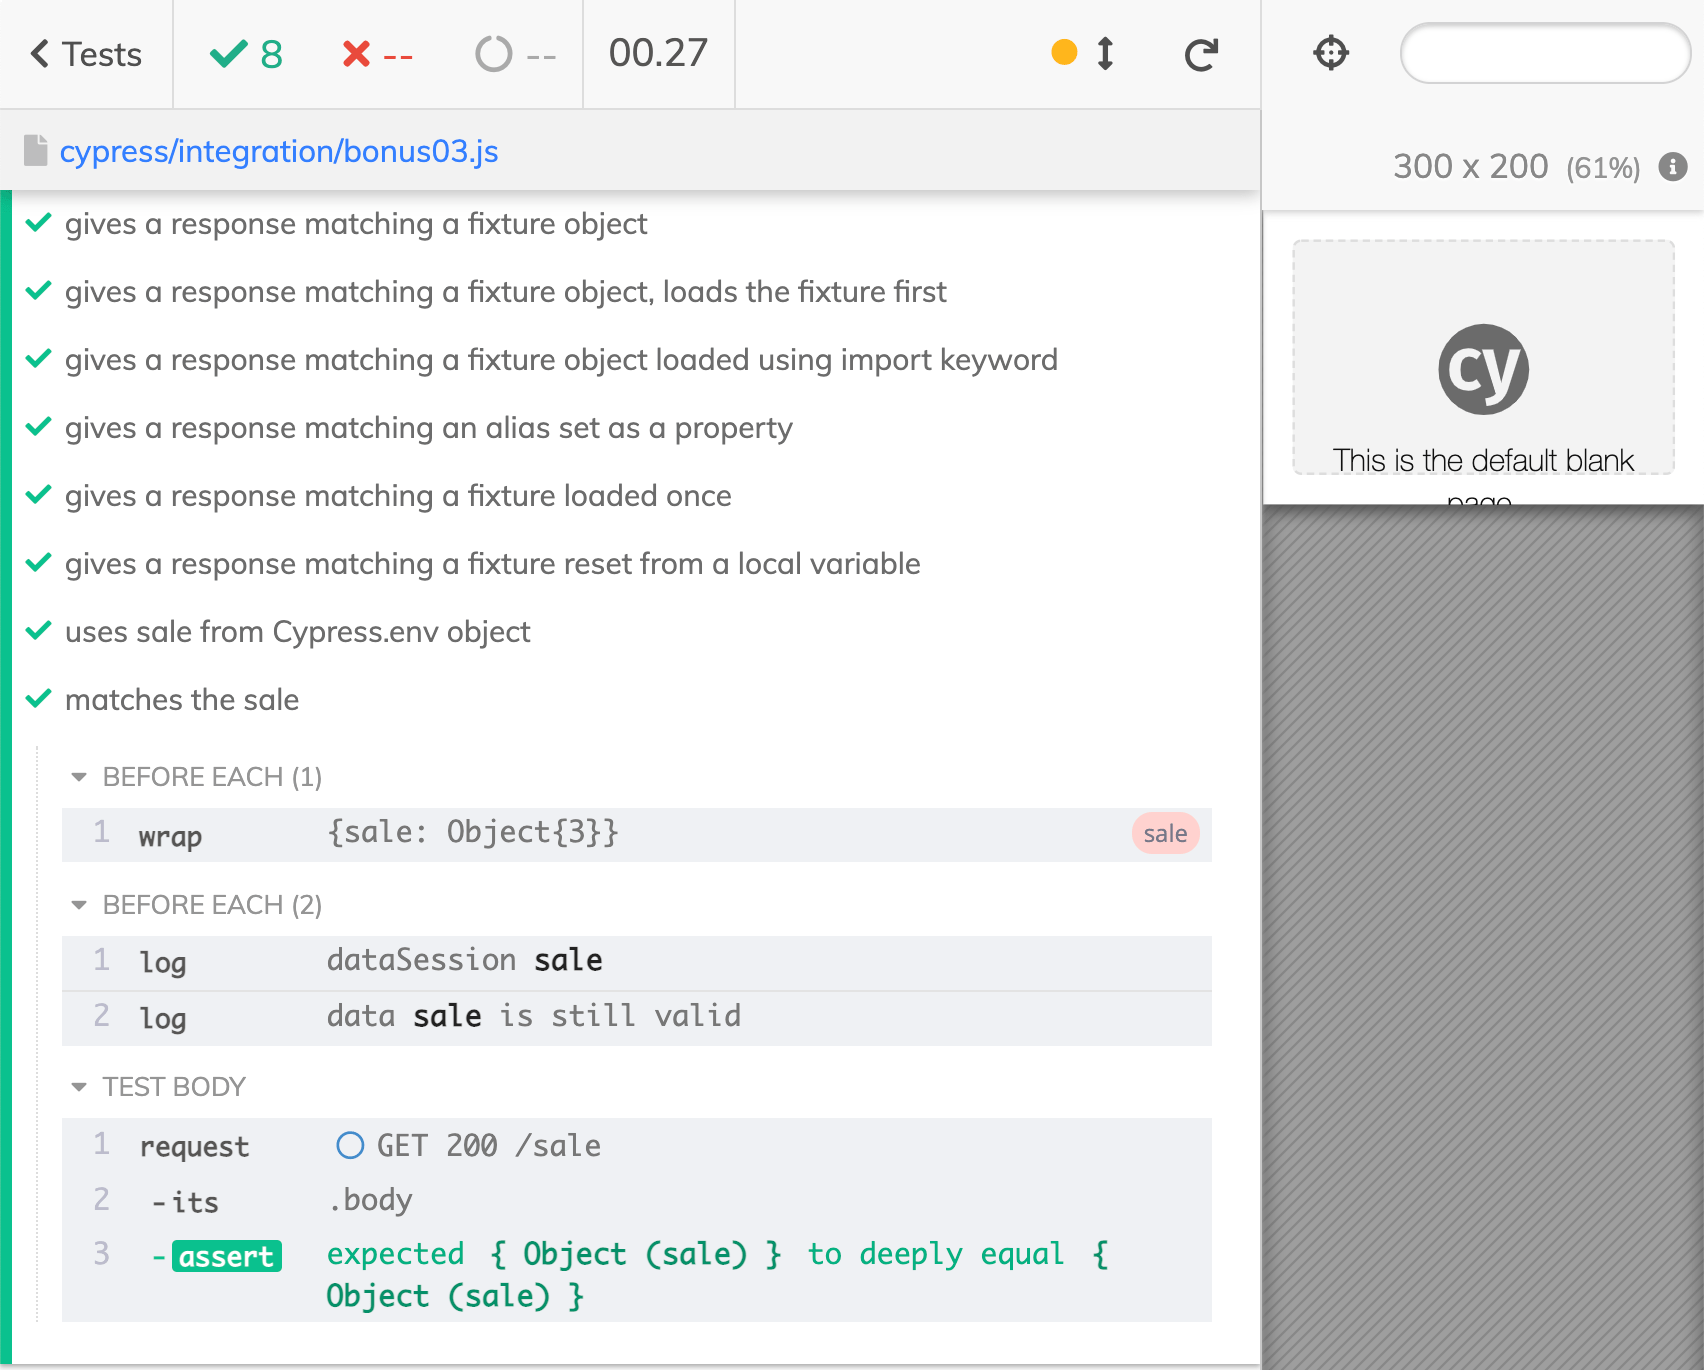 Tests
8
--
--
00.27
cypress/integration/bonus03.js
300 x 200 (61%)
gives a response matching a fixture object
gives a response matching a fixture object, loads the fixture first
gives a response matching a fixture object loaded using import keyword
gives a response matching an alias set as a property
gives a response matching a fixture loaded once
gives a response matching a fixture reset from a local variable
uses sale from Cypress.env object
matches the sale
BEFORE EACH (1)
1 wrap {sale: Object{3}} sale
BEFORE EACH (2)
1 log dataSession sale
2 log data sale is still valid
TEST BODY
1 request GET 200 /sale
2 -its .body
3 -assert expected { Object (sale) } to deeply equal {
Object (sale) }
cy
This is the default blank
page